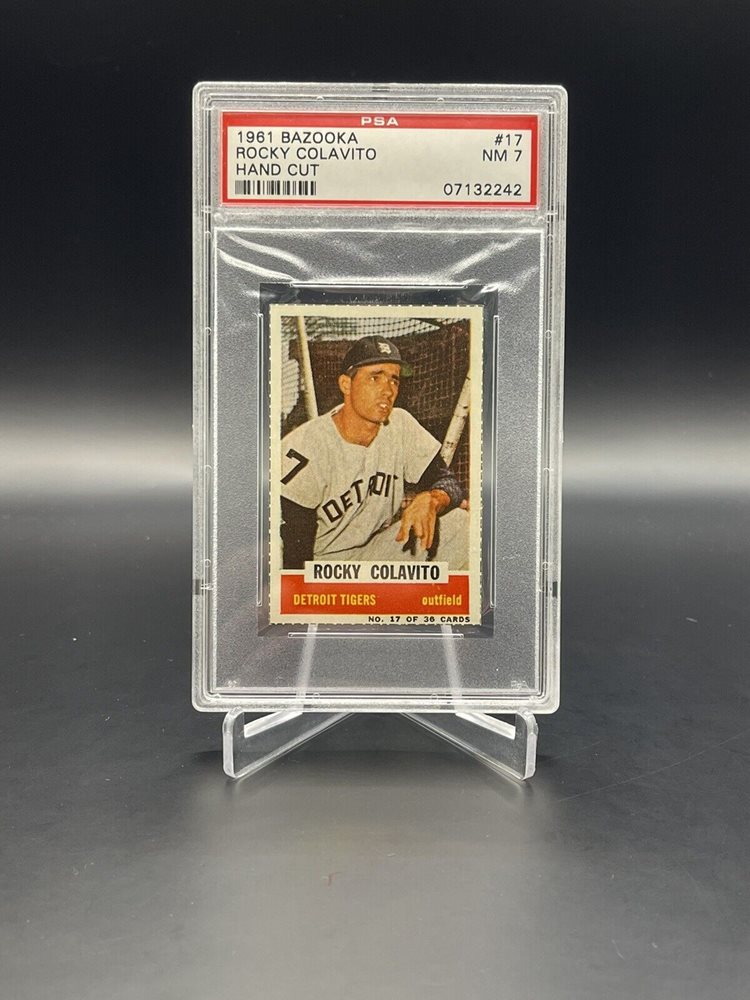 PSA
1961 BAZOOKA #17
ROCKY COLAVITO NM 7
HAND CUT
07132242
7
DETROIT
ROCKY COLAVITO
DETROIT TIGERS outfield
NO. 17 OF 36 CARDS